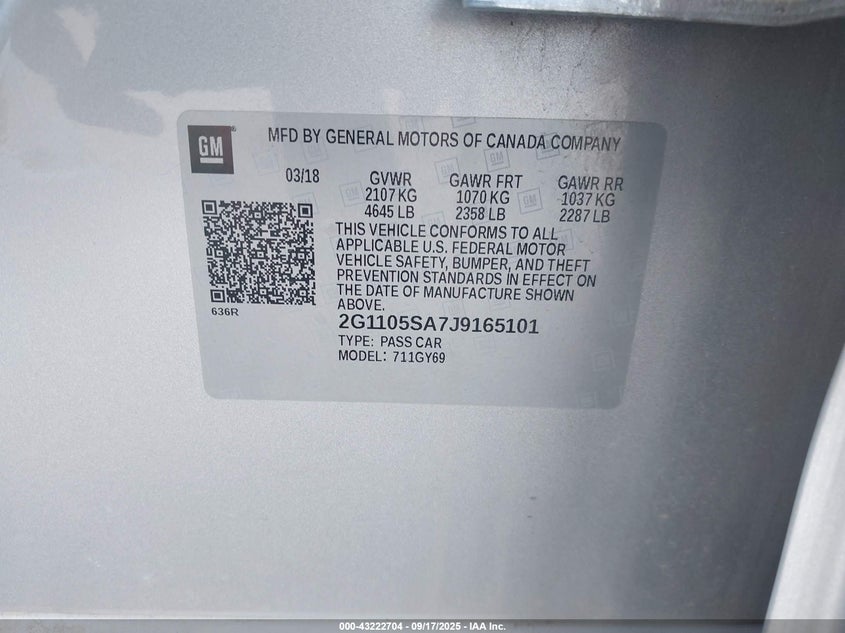 GM
MFD BY GENERAL MOTORS OF CANADA COMPANY
03/18 GVWR GAWR FRT GAWR RR
2107 KG 1070 KG 1037 KG
4645 LB 2358 LB 2287 LB
THIS VEHICLE CONFORMS TO ALL
APPLICABLE U.S. FEDERAL MOTOR
VEHICLE SAFETY, BUMPER, AND THEFT
PREVENTION STANDARDS IN EFFECT ON
THE DATE OF MANUFACTURE SHOWN
ABOVE.
636R
2G1105SA7J9165101
TYPE: PASS CAR
MODEL: 711GY69
000-43222704 - 09/17/2025 - IAA Inc.